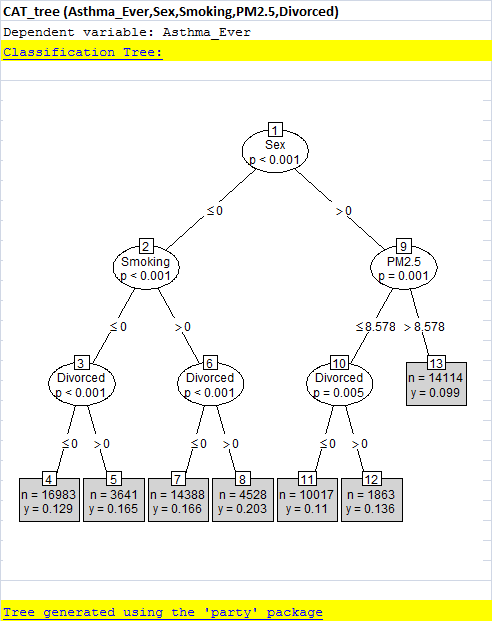 CAT_tree (Asthma_Ever,Sex,Smoking,PM2.5,Divorced)
Dependent variable: Asthma_Ever
Classification Tree:
1
Sex
p < 0.001
≤0 >0
2 9
Smoking PM2.5
p < 0.001 p = 0.001
≤0 >0 ≤8.578 >8.578
3 6 10 13
Divorced Divorced Divorced n = 14114
p < 0.001 p < 0.001 p = 0.005 y = 0.099
≤0 >0 ≤0 >0 ≤0 >0
4 5 7 8 11 12
n = 16983 n = 3641 n = 14388 n = 4528 n = 10017 n = 1863
y = 0.129 y = 0.165 y = 0.166 y = 0.203 y = 0.11 y = 0.136
Tree generated using the 'party' package